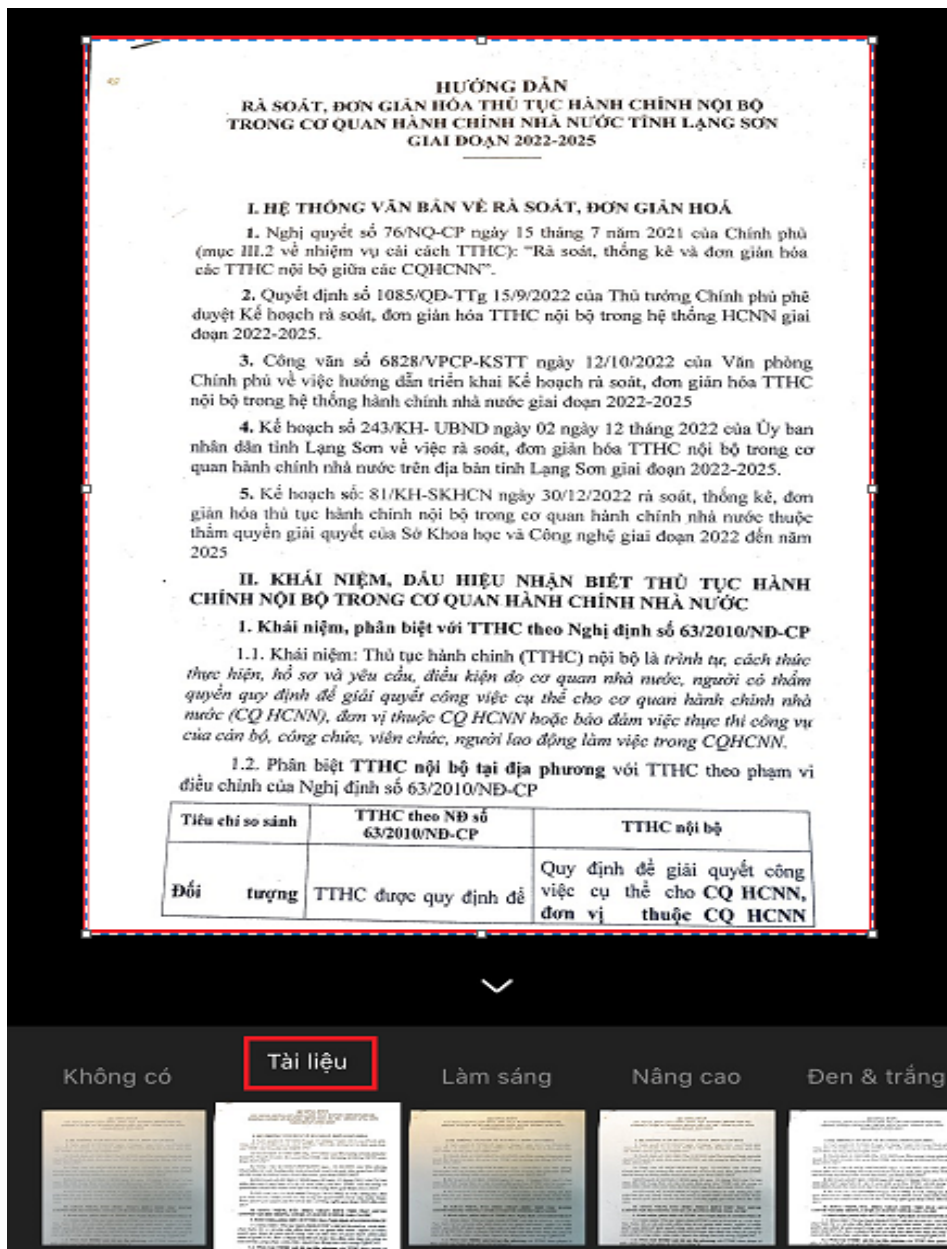 HƯỚNG DẪN
RÀ SOÁT, ĐƠN GIẢN HÓA THỦ TỤC HÀNH CHÍNH NỘI BỘ
TRONG CƠ QUAN HÀNH CHÍNH NHÀ NƯỚC TỈNH LẠNG SƠN
GIAI ĐOẠN 2022-2025
I. HỆ THỐNG VĂN BẢN VỀ RÀ SOÁT, ĐƠN GIẢN HOÁ
1. Nghị quyết số 76/NQ-CP ngày 15 tháng 7 năm 2021 của Chính phủ
(mục III.2 về nhiệm vụ cải cách TTHC): “Rà soát, thống kê và đơn giản hóa
các TTHC nội bộ giữa các CQHCNN”.
2. Quyết định số 1085/QĐ-TTg 15/9/2022 của Thủ tướng Chính phủ phê
duyệt Kế hoạch rà soát, đơn giản hóa TTHC nội bộ trong hệ thống HCNN giai
đoạn 2022-2025.
3. Công văn số 6828/VPCP-KSTT ngày 12/10/2022 của Văn phòng
Chính phủ về việc hướng dẫn triển khai Kế hoạch rà soát, đơn giản hóa TTHC
nội bộ trong hệ thống hành chính nhà nước giai đoạn 2022-2025
4. Kế hoạch số 243/KH- UBND ngày 02 ngày 12 tháng 2022 của Ủy ban
nhân dân tỉnh Lạng Sơn về việc rà soát, đơn giản hóa TTHC nội bộ trong cơ
quan hành chính nhà nước trên địa bàn tỉnh Lạng Sơn giai đoạn 2022-2025.
5. Kế hoạch số: 81/KH-SKHCN ngày 30/12/2022 rà soát, thống kê, đơn
giản hóa thủ tục hành chính nội bộ trong cơ quan hành chính nhà nước thuộc
thẩm quyền giải quyết của Sở Khoa học và Công nghệ giai đoạn 2022 đến năm
2025
II. KHÁI NIỆM, DẤU HIỆU NHẬN BIẾT THỦ TỤC HÀNH
CHÍNH NỘI BỘ TRONG CƠ QUAN HÀNH CHÍNH NHÀ NƯỚC
1. Khái niệm, phân biệt với TTHC theo Nghị định số 63/2010/NĐ-CP
1.1. Khái niệm: Thủ tục hành chính (TTHC) nội bộ là trình tự, cách thức
thực hiện, hồ sơ và yêu cầu, điều kiện do cơ quan nhà nước, người có thẩm
quyền quy định để giải quyết công việc cụ thể cho cơ quan hành chính nhà
nước (CQ HCNN), đơn vị thuộc CQ HCNN hoặc bảo đảm việc thực thi công vụ
của cán bộ, công chức, viên chức, người lao động làm việc trong CQHCNN.
1.2. Phân biệt TTHC nội bộ tại địa phương với TTHC theo phạm vi
điều chỉnh của Nghị định số 63/2010/NĐ-CP
Tiêu chí so sánh
TTHC theo NĐ số
63/2010/NĐ-CP
TTHC nội bộ
Đối tượng
TTHC được quy định để
Quy định để giải quyết công
việc cụ thể cho CQ HCNN,
đơn vị thuộc CQ HCNN
Không có
Tài liệu
Làm sáng
Nâng cao
Đen & trắng